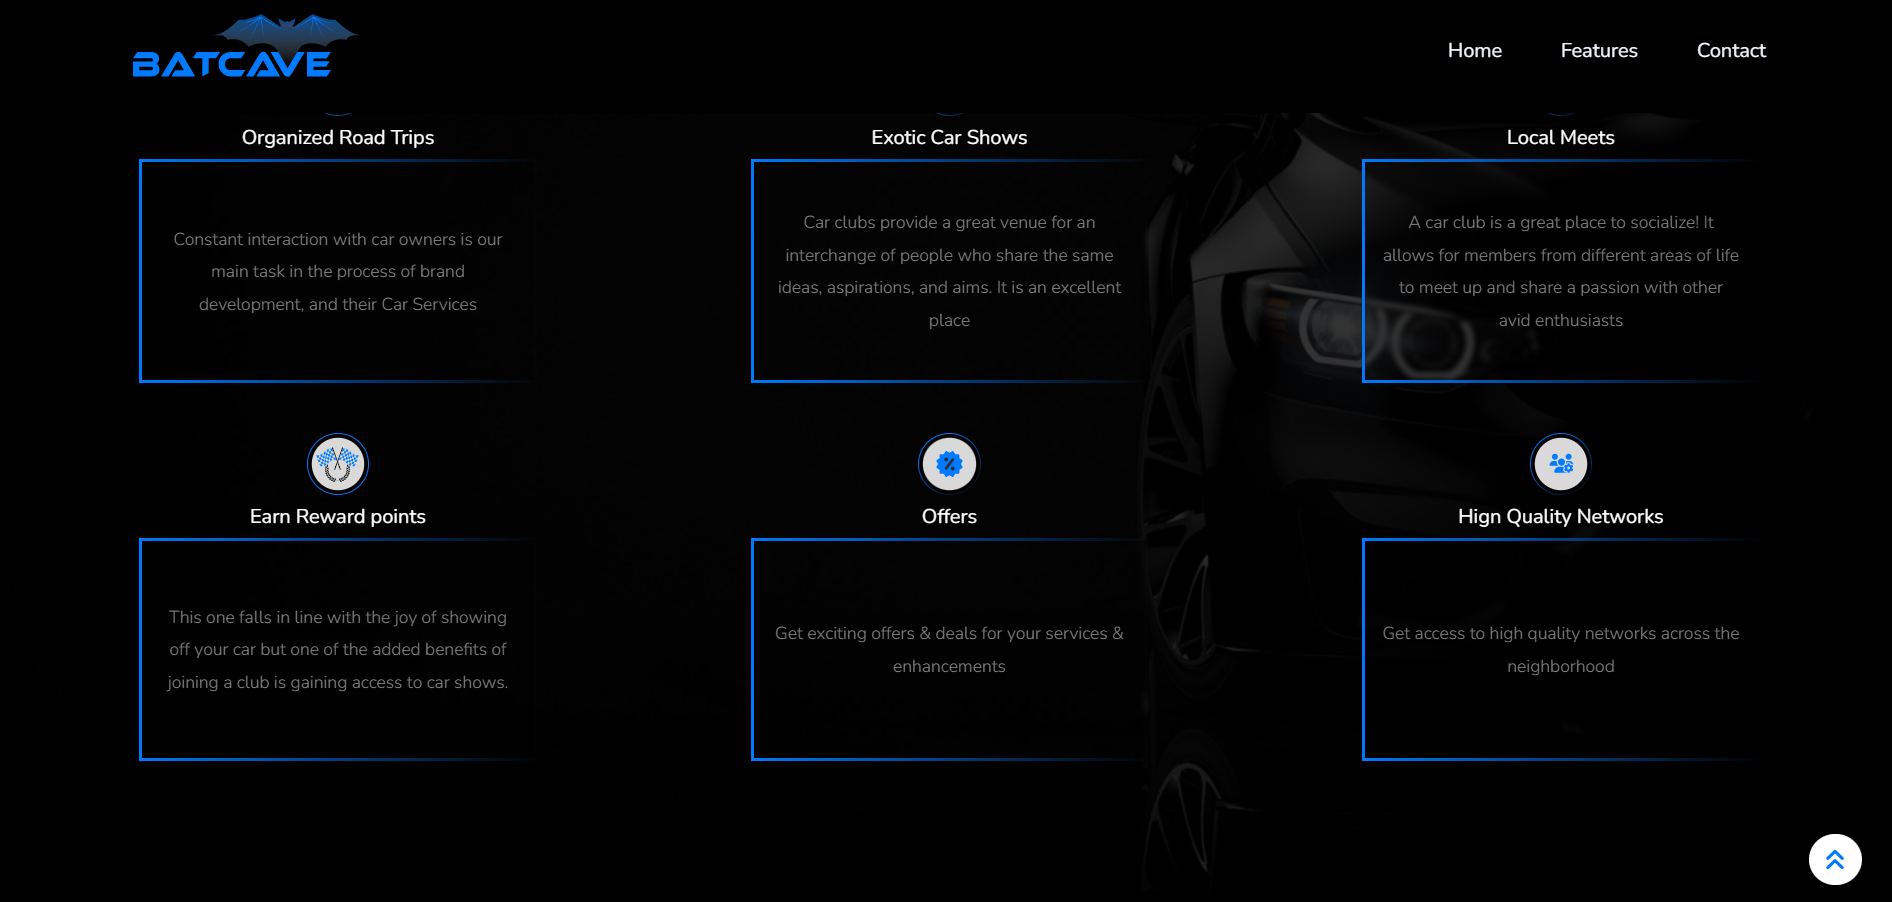 BATCAVE
Home
Features
Contact
Organized Road Trips
Constant interaction with car owners is our
main task in the process of brand
development, and their Car Services
Exotic Car Shows
Car clubs provide a great venue for an
interchange of people who share the same
ideas, aspirations, and aims. It is an excellent
place
Local Meets
A car club is a great place to socialize! It
allows for members from different areas of life
to meet up and share a passion with other
avid enthusiasts
Earn Reward points
This one falls in line with the joy of showing
off your car but one of the added benefits of
joining a club is gaining access to car shows.
Offers
Get exciting offers & deals for your services &
enhancements
Hign Quality Networks
Get access to high quality networks across the
neighborhood